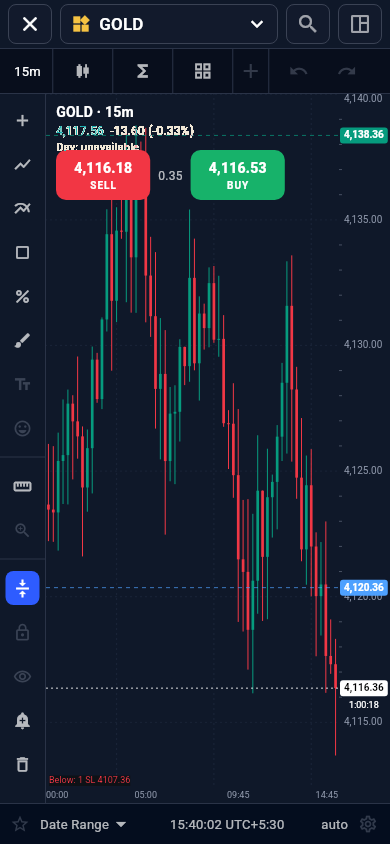 GOLD
15m
GOLD · 15m
4,117.56 -13.60 (-0.33%)
Day: unavailable
4,116.18
SELL
0.35
4,116.53
BUY
4,140.00
4,138.36
4,135.00
4,130.00
4,125.00
4,120.36
4,120.00
4,116.36
1:00:18
4,115.00
Below: 1 SL 4107.36
00:00
05:00
09:45
14:45
Date Range
15:40:02 UTC+5:30
auto